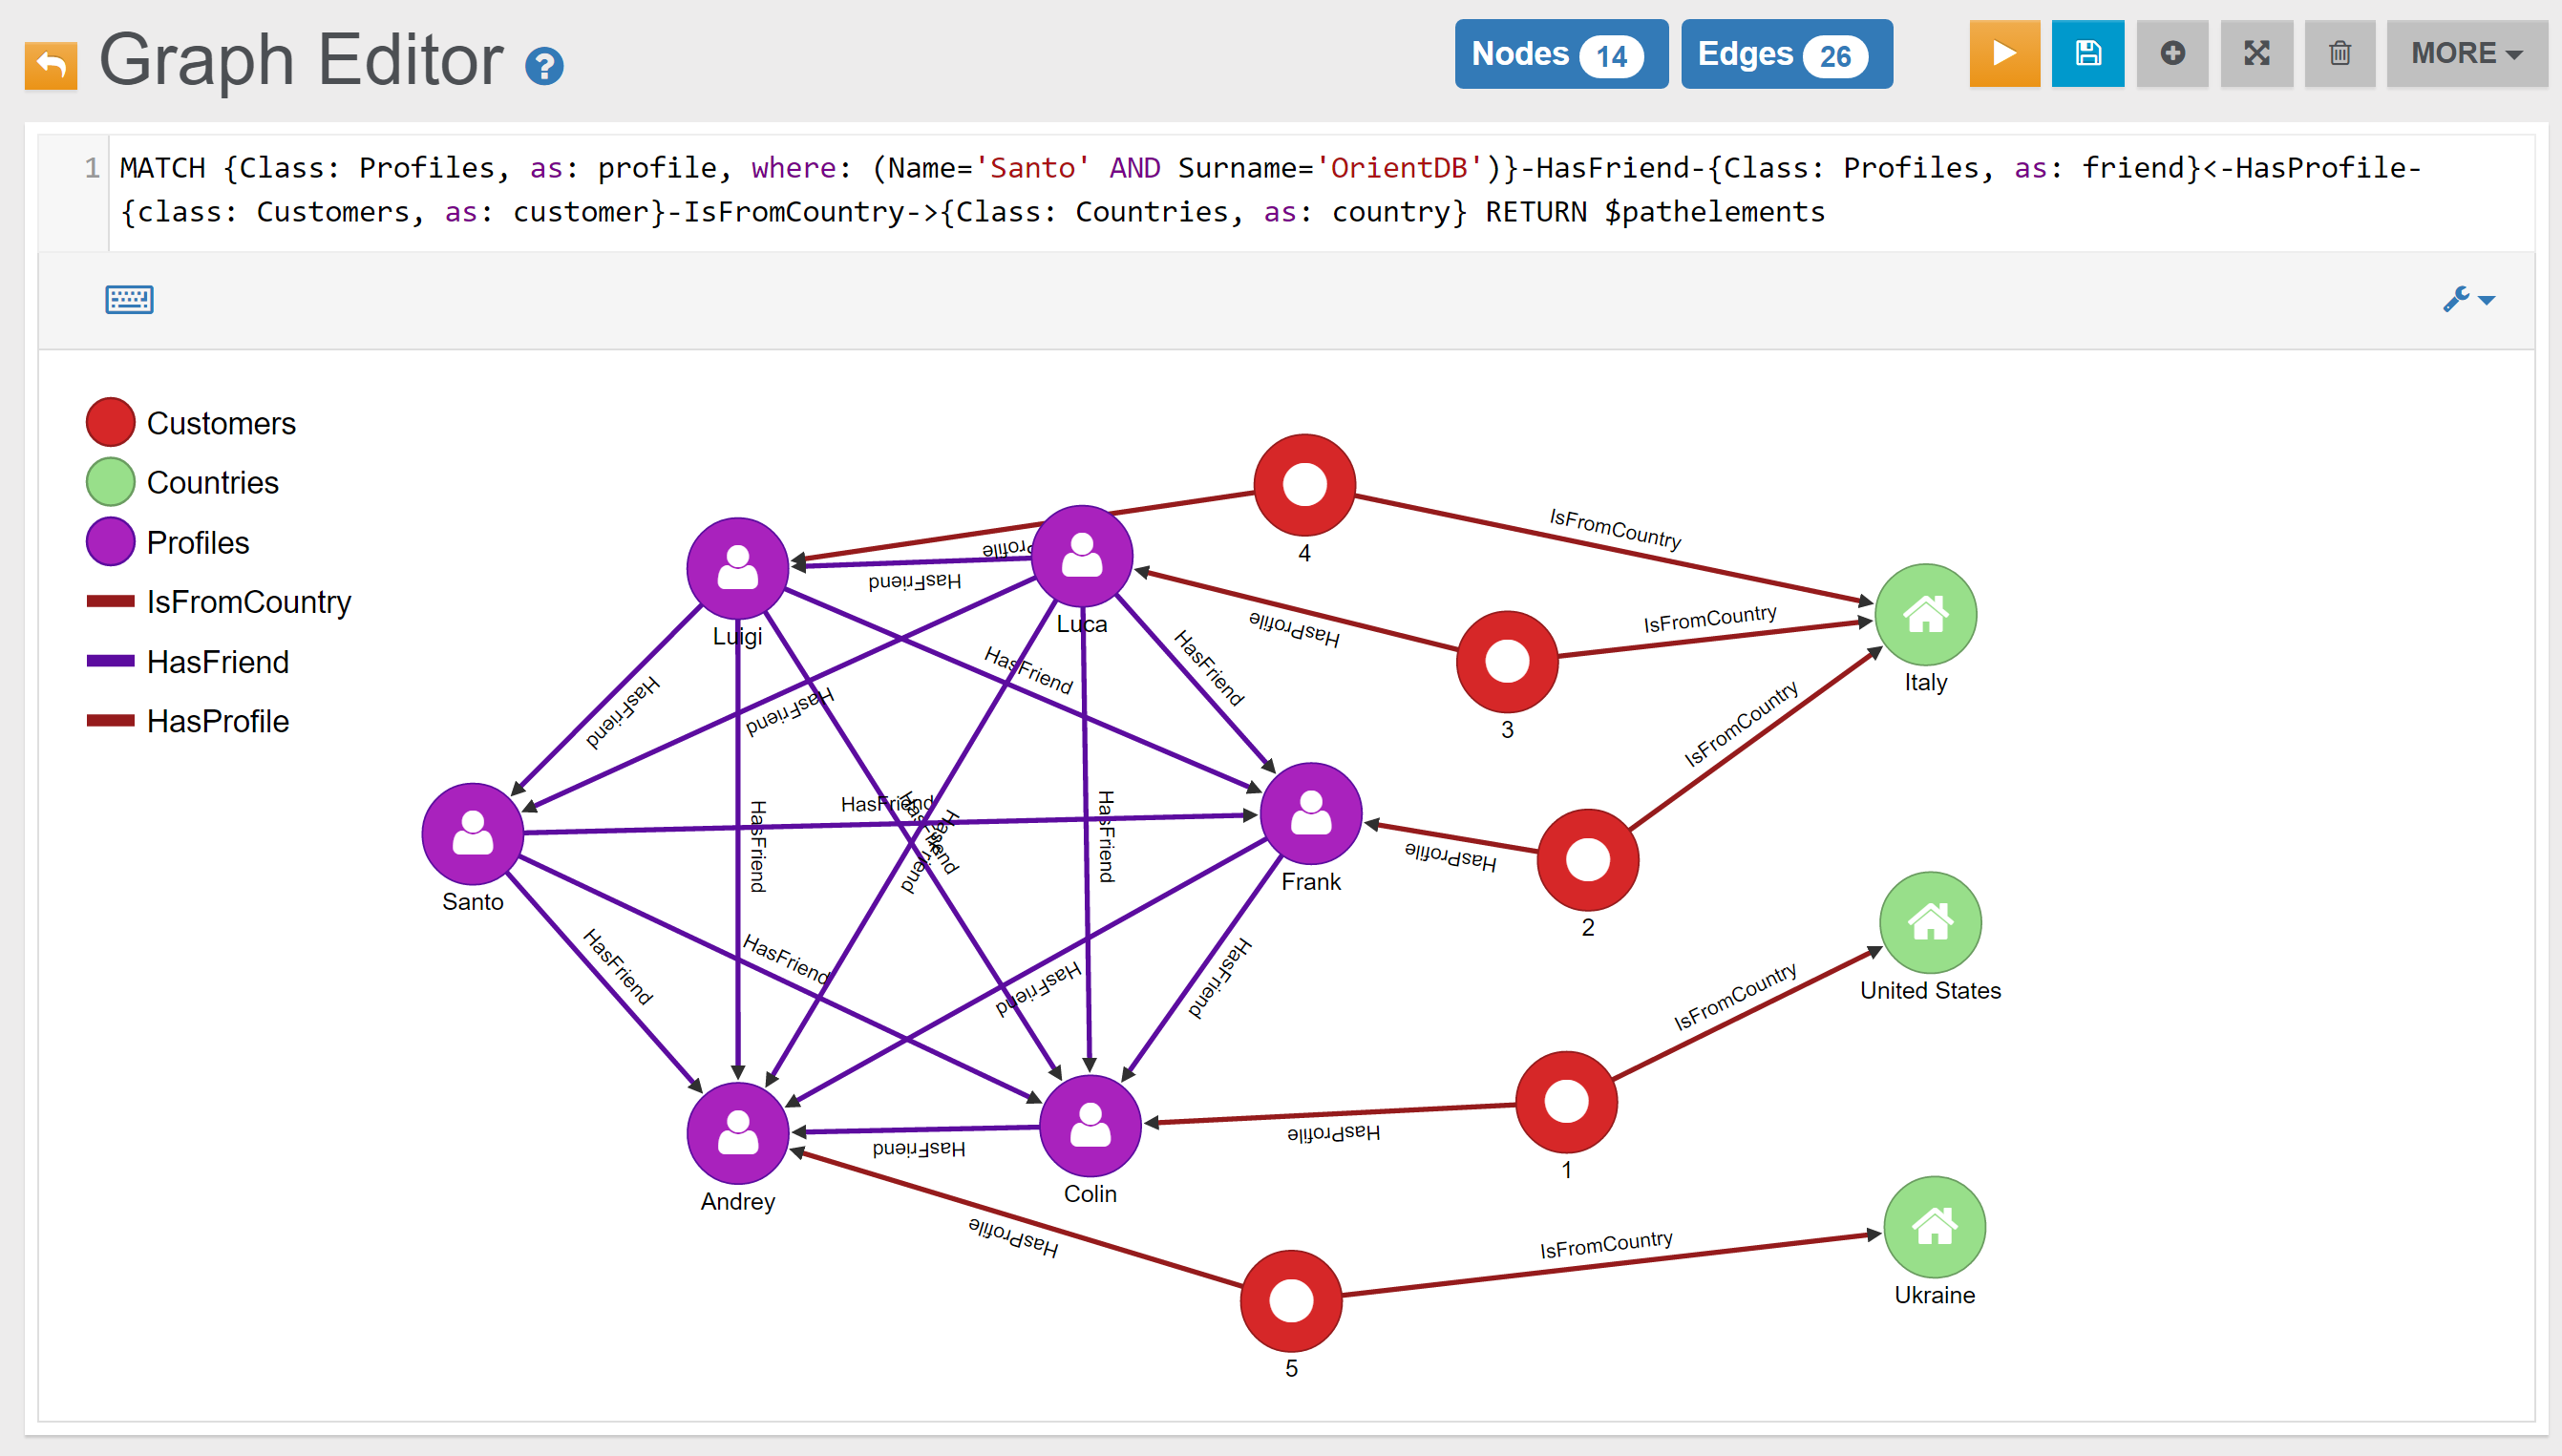 Graph Editor ?
Nodes 14
Edges 26
MORE
1
MATCH {Class: Profiles, as: profile, where: (Name='Santo' AND Surname='OrientDB')}-HasFriend-{Class: Profiles, as: friend}<-HasProfile-
{class: Customers, as: customer}-IsFromCountry->{Class: Countries, as: country} RETURN $pathelements
Customers
Countries
Profiles
IsFromCountry
HasFriend
HasProfile
4
IsFromCountry
Profile
HasFriend
Luigi
Luca
HasProfile
IsFromCountry
3
Italy
HasFriend
HasFriend
HasFriend
HasFriend
IsFromCountry
HasFriend
HasFriend
HasFriend
HasFriend
HasFriend
HasProfile
Santo
Frank
2
HasFriend
HasFriend
HasFriend
HasFriend
IsFromCountry
United States
HasProfile
HasFriend
1
Andrey
Colin
HasProfile
IsFromCountry
Ukraine
5